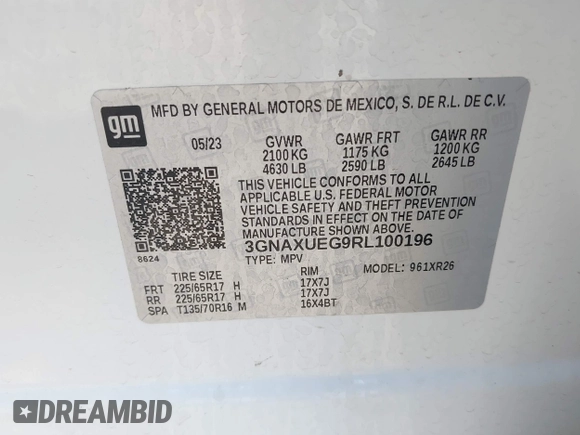 gm
MFD BY GENERAL MOTORS DE MEXICO, S. DE R.L. DE C.V.
05/23 GVWR GAWR FRT GAWR RR
2100 KG 1175 KG 1200 KG
4630 LB 2590 LB 2645 LB
THIS VEHICLE CONFORMS TO ALL
APPLICABLE U.S. FEDERAL MOTOR
VEHICLE SAFETY AND THEFT PREVENTION
STANDARDS IN EFFECT ON THE DATE OF
MANUFACTURE SHOWN ABOVE.
8624 3GNAXUEG9RL100196
TYPE: MPV MODEL: 961XR26
TIRE SIZE RIM
FRT 225/65R17 H 17X7J
RR 225/65R17 H 17X7J
SPA T135/70R16 M 16X4BT
DREAMBID